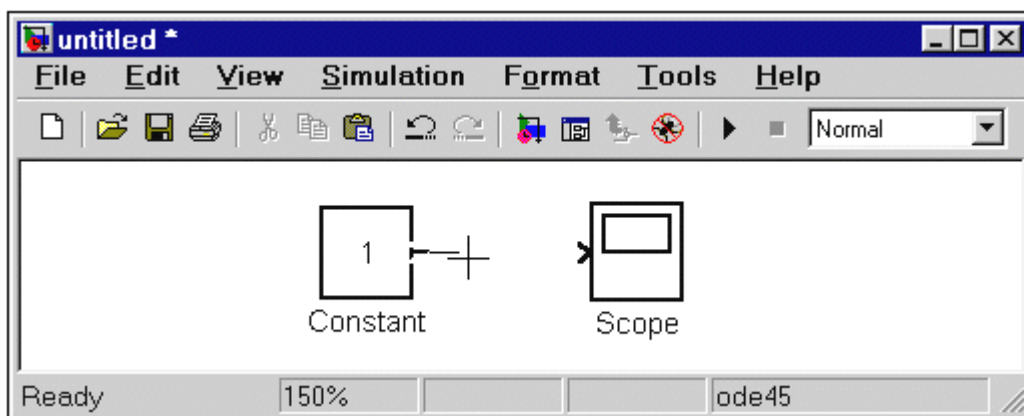 untitled *
File Edit View Simulation Format Tools Help
Normal
1
Constant Scope
Ready 150% ode45